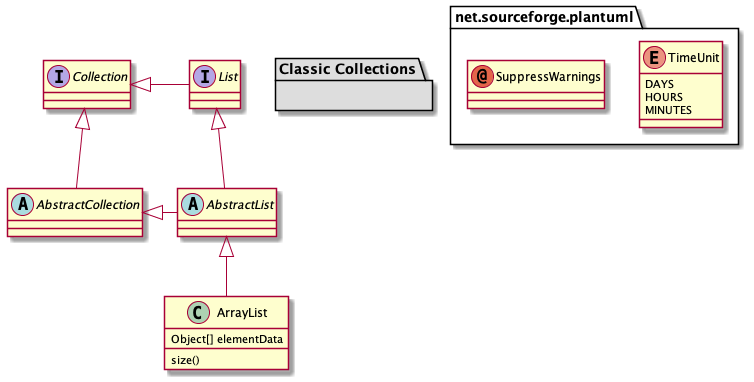 net.sourceforge.plantuml
I Collection
I List
Classic Collections
@ SuppressWarnings
E TimeUnit
DAYS
HOURS
MINUTES
A AbstractCollection
A AbstractList
C ArrayList
Object[] elementData
size()